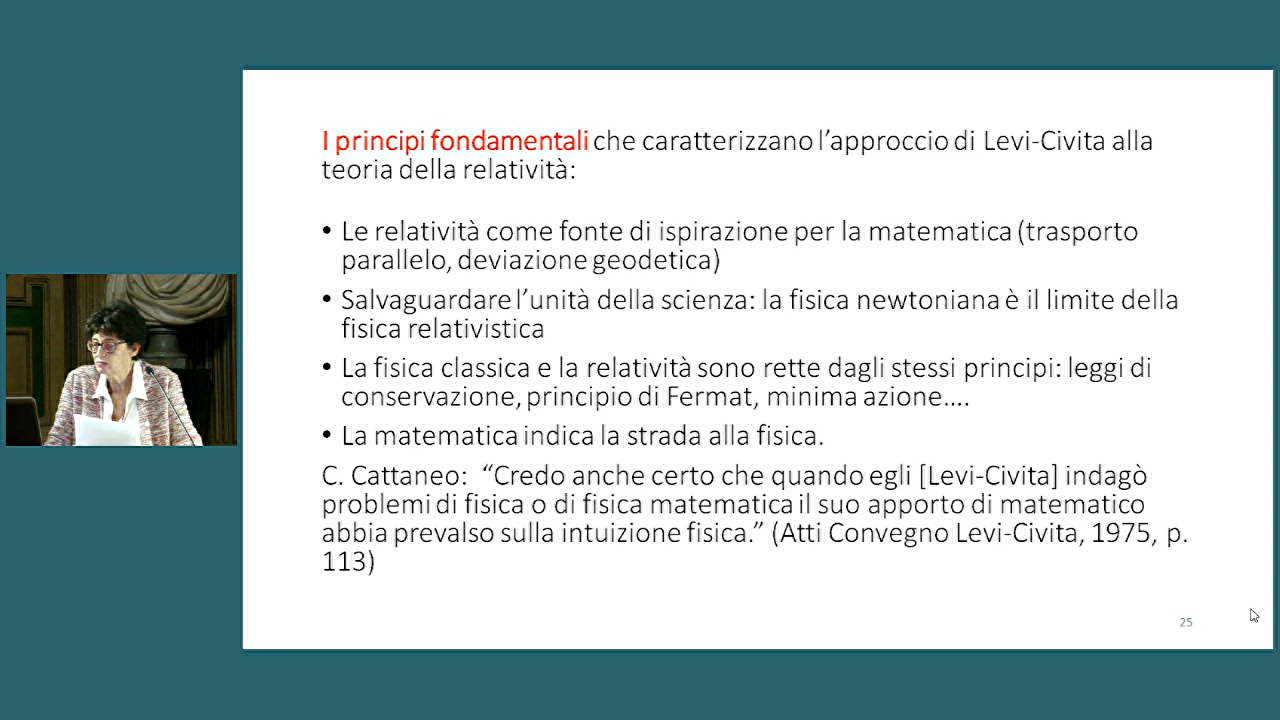 I principi fondamentali che caratterizzano l’approccio di Levi-Civita alla
teoria della relatività:
• Le relatività come fonte di ispirazione per la matematica (trasporto
parallelo, deviazione geodetica)
• Salvaguardare l’unità della scienza: la fisica newtoniana è il limite della
fisica relativistica
• La fisica classica e la relatività sono rette dagli stessi principi: leggi di
conservazione, principio di Fermat, minima azione....
• La matematica indica la strada alla fisica.
C. Cattaneo: “Credo anche certo che quando egli [Levi-Civita] indagò
problemi di fisica o di fisica matematica il suo apporto di matematico
abbia prevalso sulla intuizione fisica.” (Atti Convegno Levi-Civita, 1975, p.
113)
25